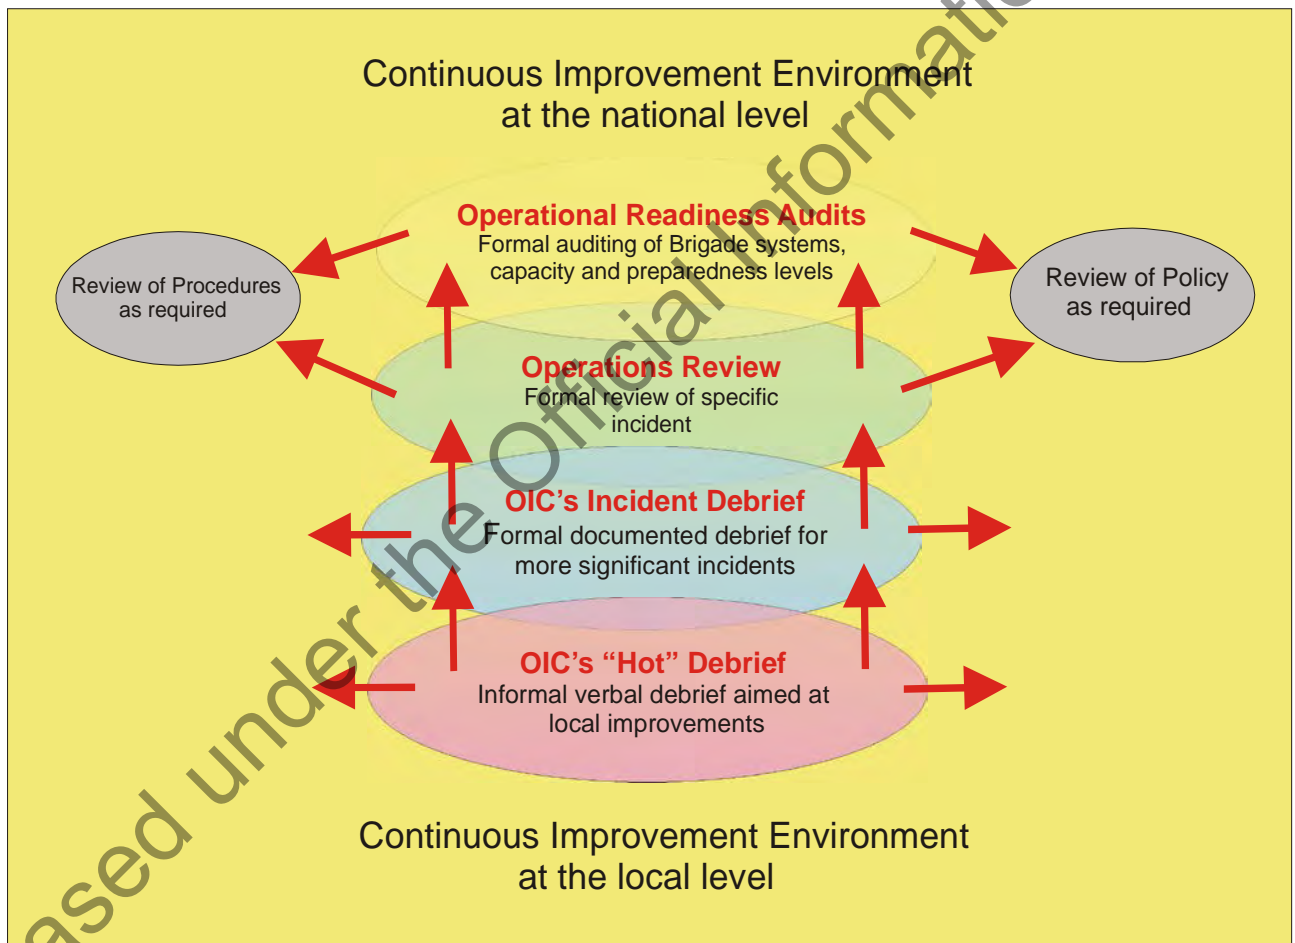 Continuous Improvement Environment
at the national level
Operational Readiness Audits
Formal auditing of Brigade systems,
capacity and preparedness levels
Review of Procedures
as required
Review of Policy
as required
Operations Review
Formal review of specific
incident
OIC's Incident Debrief
Formal documented debrief for
more significant incidents
OIC's “Hot” Debrief
Informal verbal debrief aimed at
local improvements
Continuous Improvement Environment
at the local level
under the Official